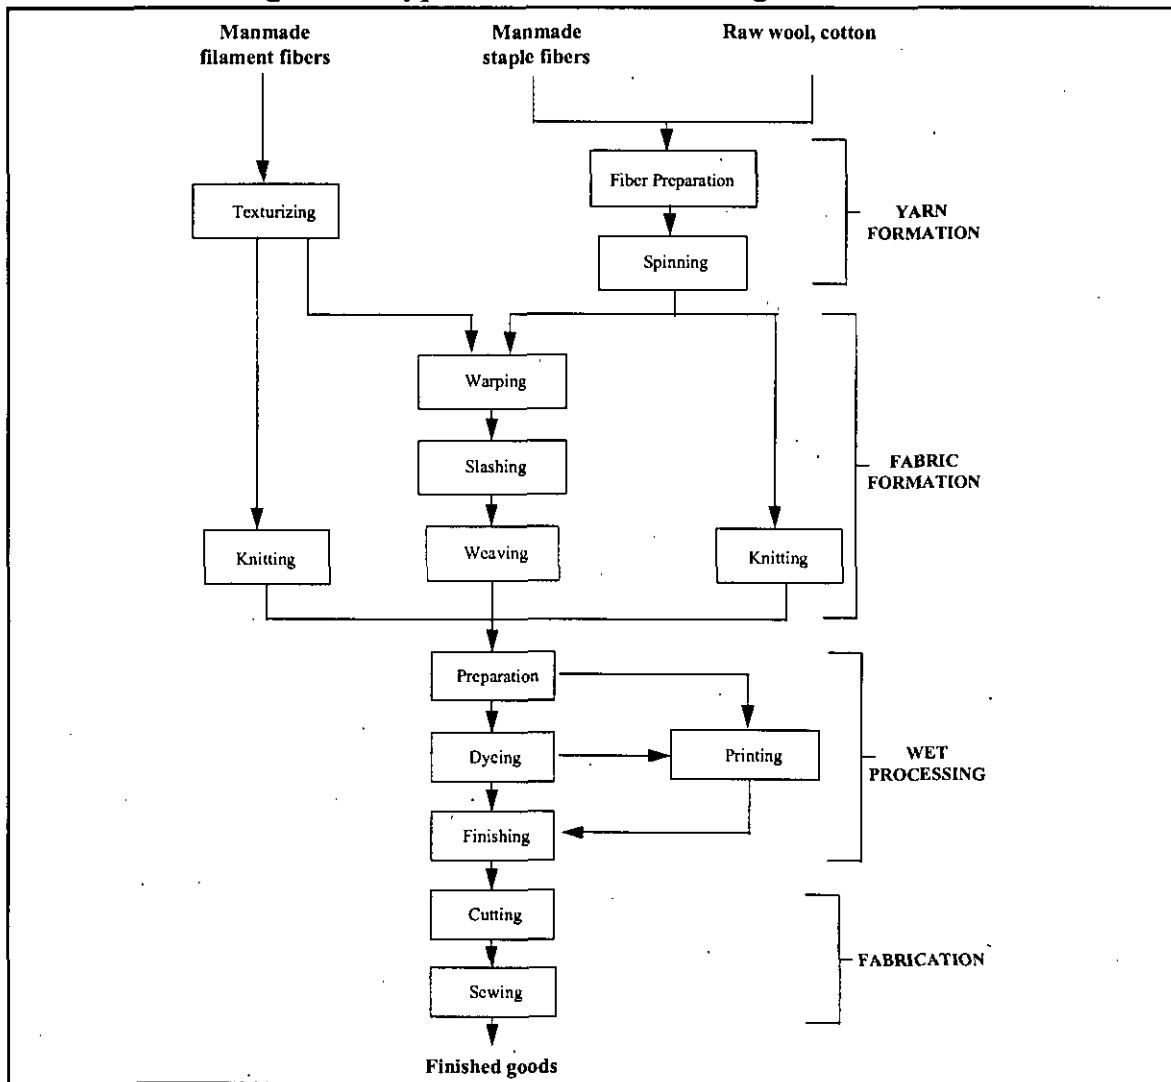 Manmade
filament fibers
Manmade
staple fibers
Raw wool, cotton
Fiber Preparation
Texturizing
YARN
FORMATION
Spinning
Warping
Slashing
FABRIC
FORMATION
Knitting
Weaving
Knitting
Preparation
Dyeing
Printing
WET
PROCESSING
Finishing
Cutting
FABRICATION
Sewing
Finished goods